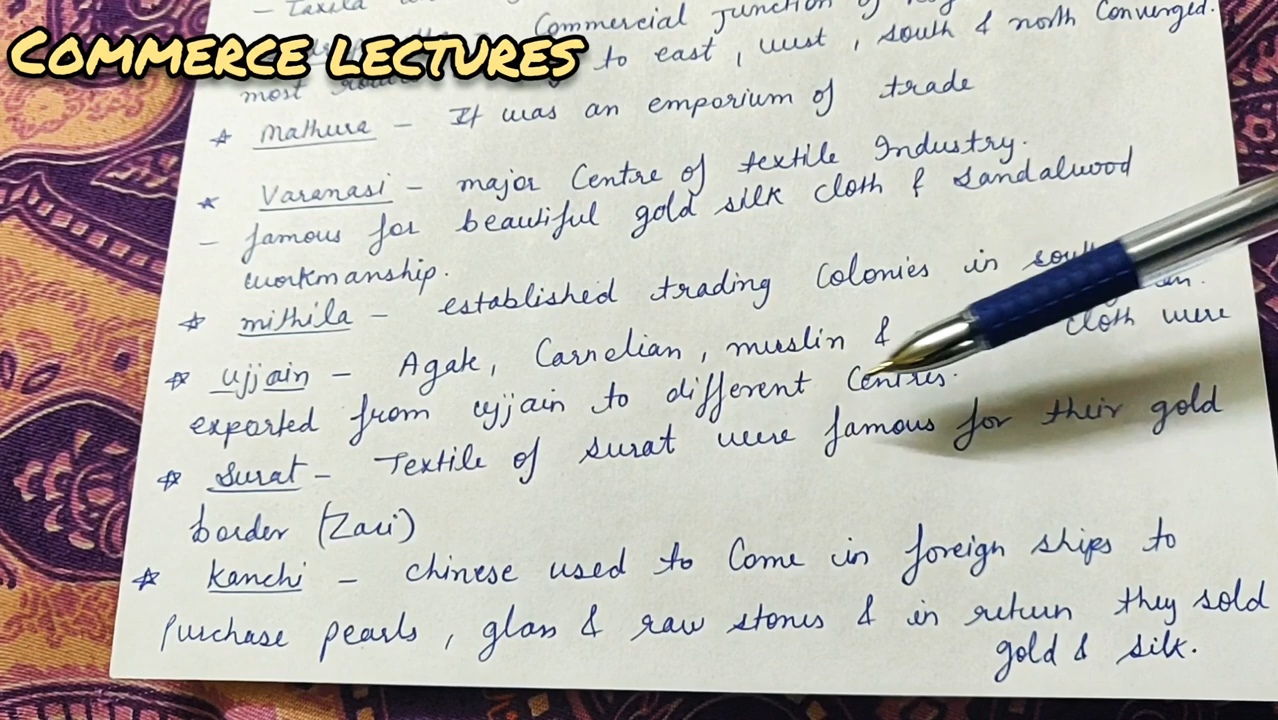 COMMERCE LECTURES
- Taxila
Commercial Junction of
most to east, west, south & north Converged.
☆ Mathura - It was an emporium of trade
☆ Varanasi - major Centre of textile Industry.
- famous for beautiful gold silk cloth & Sandalwood
workmanship.
☆ mithila - established trading Colonies in
☆ Ujjain - Agate, Carnelian, muslin & cloth were
exported from ujjain to different Centres.
☆ Surat - Textile of surat were famous for their gold
border (Zari)
☆ Kanchi - chinese used to Come in foreign ships to
purchase pearls, glass & raw stones & in return they sold
gold & silk.